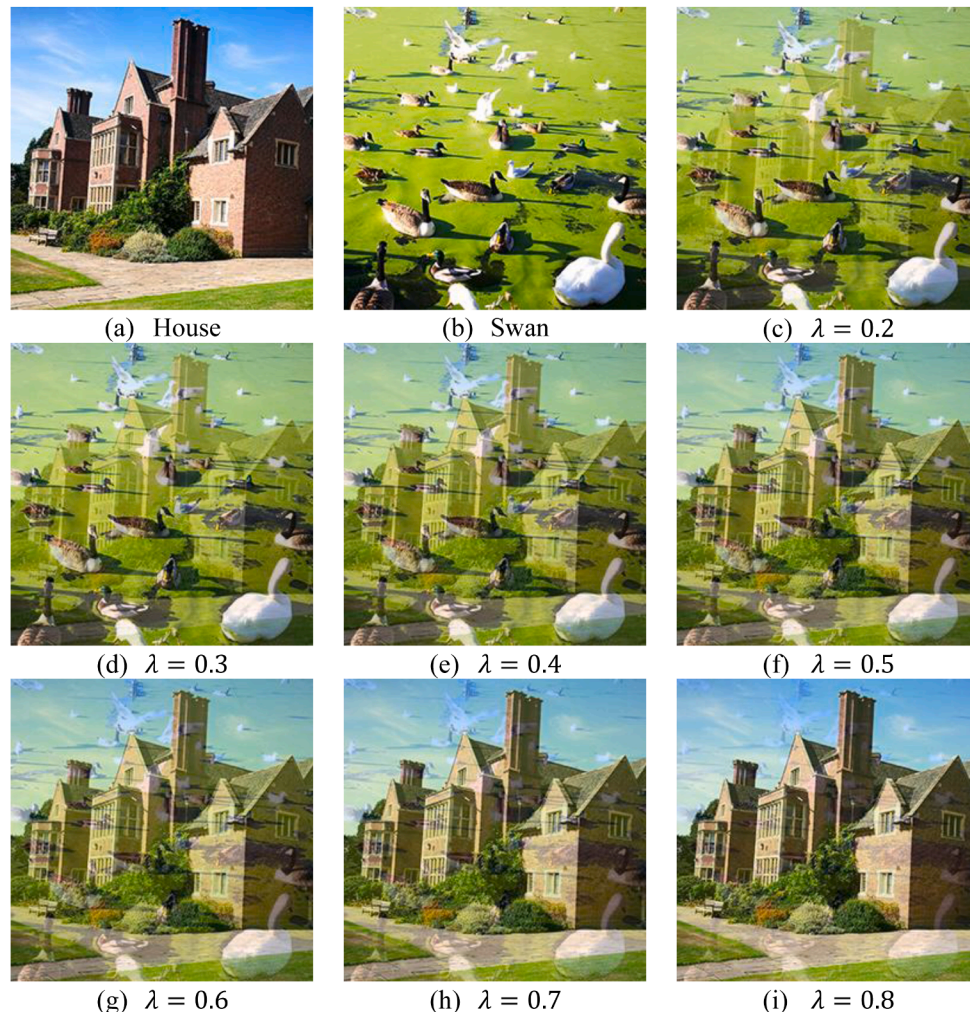 (a) House
(b) Swan
(c) λ = 0.2
(d) λ = 0.3
(e) λ = 0.4
(f) λ = 0.5
(g) λ = 0.6
(h) λ = 0.7
(i) λ = 0.8